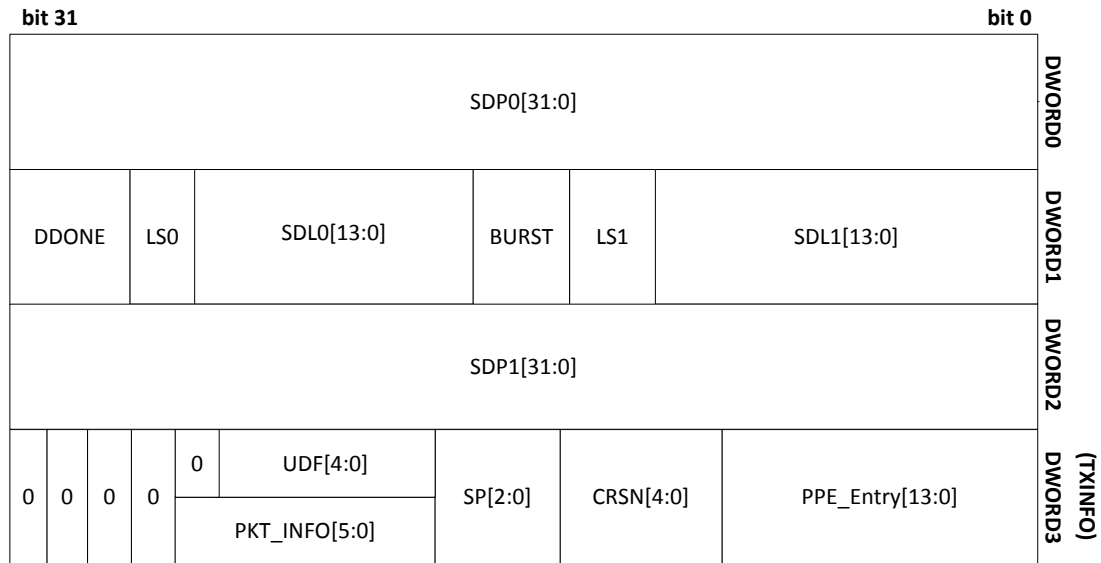 bit 31 bit 0
SDP0[31:0]
DWORD0
DDONE LS0 SDL0[13:0] BURST LS1 SDL1[13:0]
DWORD1
SDP1[31:0]
DWORD2
0 0 0 0 0 UDF[4:0] SP[2:0] CRSN[4:0] PPE_Entry[13:0]
PKT_INFO[5:0]
(TXINFO)
DWORD3